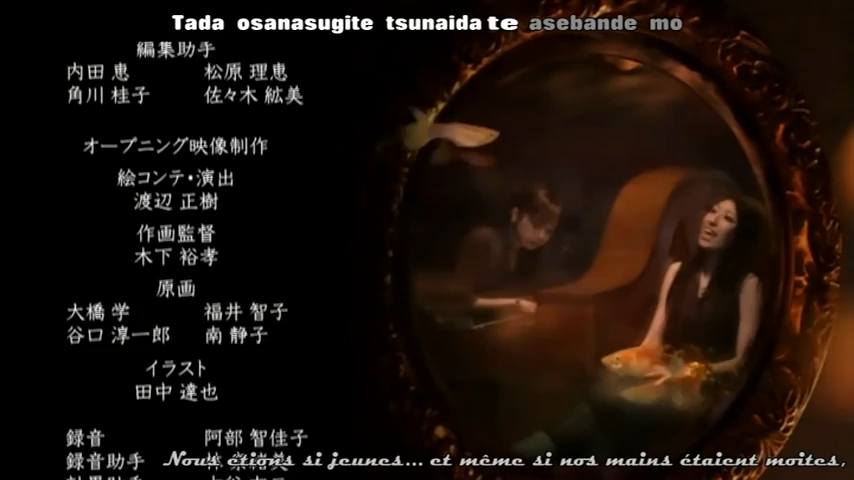 Tada osanasugite tsunaida te asebande mo
編集助手
内田 恵 松原 理恵
角川 桂子 佐々木 紘美
オープニング映像制作
絵コンテ・演出
渡辺 正樹
作画監督
木下 裕孝
原画
大橋 学 福井 智子
谷口 淳一郎 南 静子
イラスト
田中 達也
録音 阿部 智佳子
録音助手
Nous étions si jeunes... et même si nos mains étaient moites,